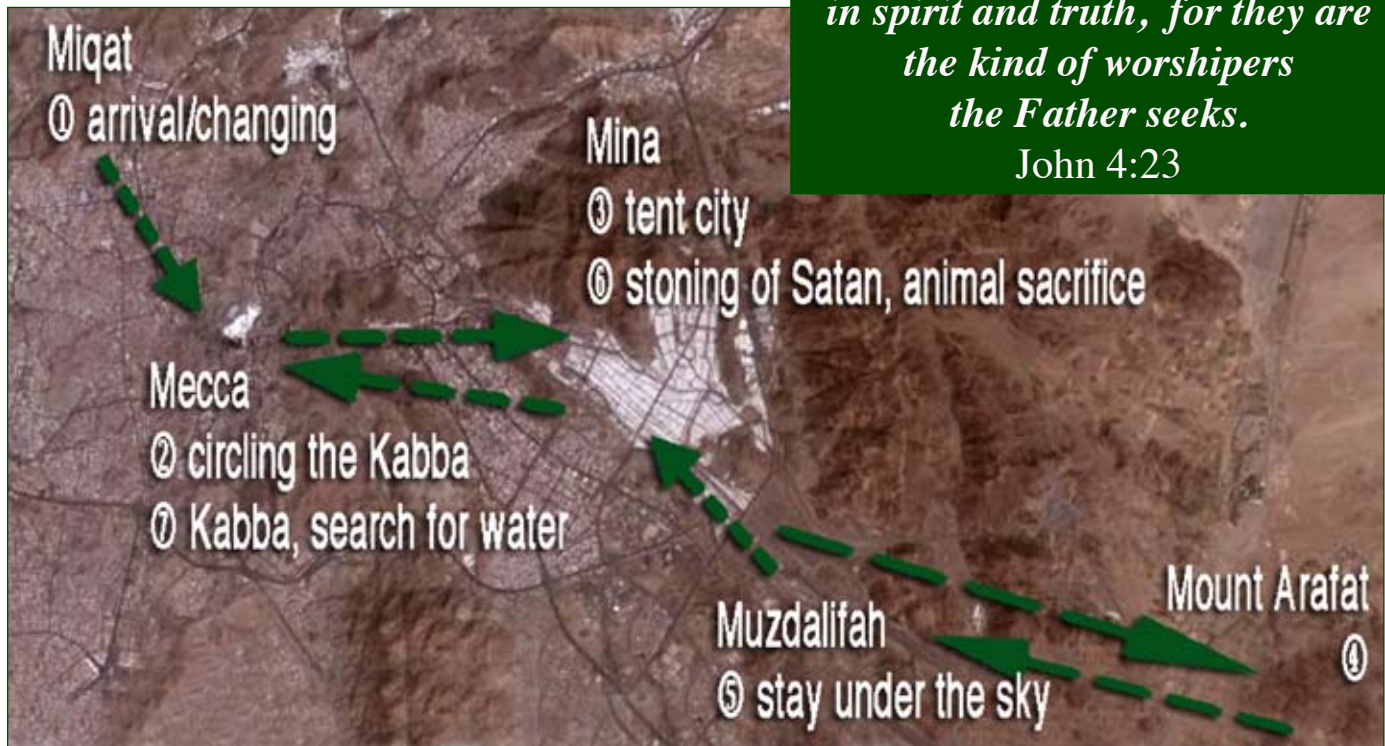 in spirit and truth, for they are
the kind of worshipers
the Father seeks.
John 4:23
Miqat
① arrival/changing
Mina
③ tent city
⑥ stoning of Satan, animal sacrifice
Mecca
② circling the Kabba
⑦ Kabba, search for water
Mount Arafat
④
Muzdalifah
⑤ stay under the sky